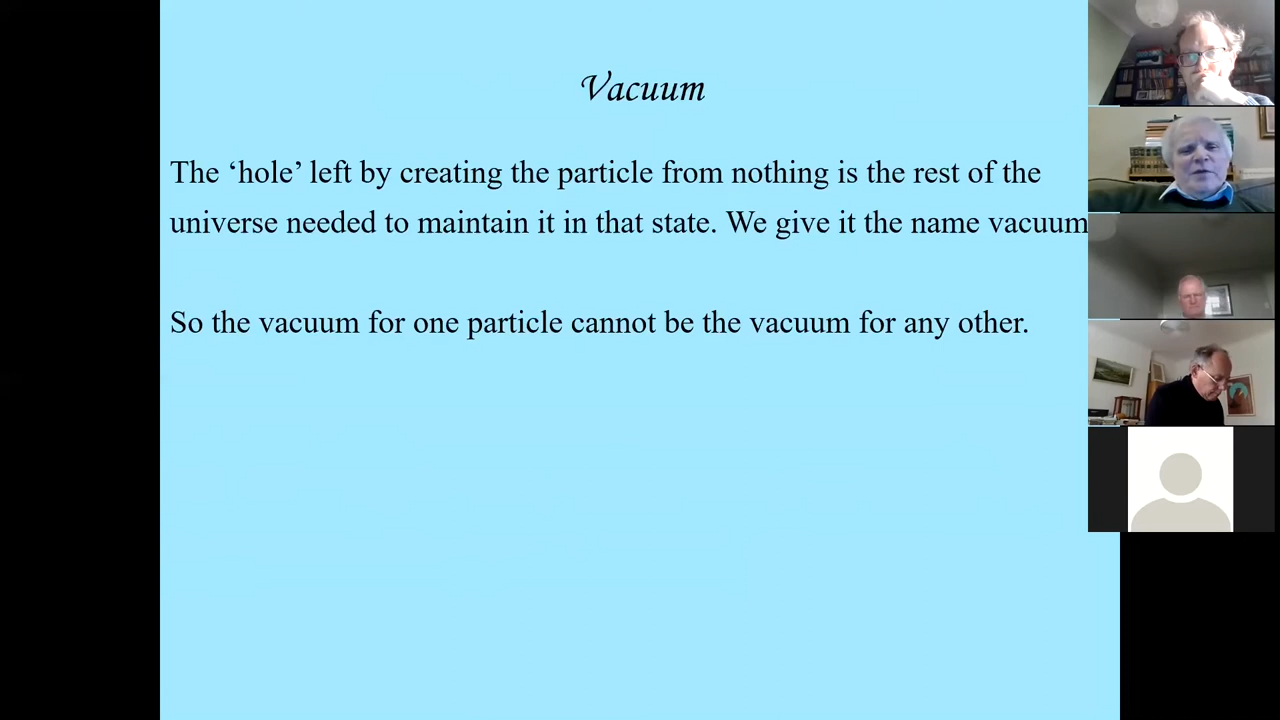 Vacuum
The ‘hole’ left by creating the particle from nothing is the rest of the
universe needed to maintain it in that state. We give it the name vacuum
So the vacuum for one particle cannot be the vacuum for any other.